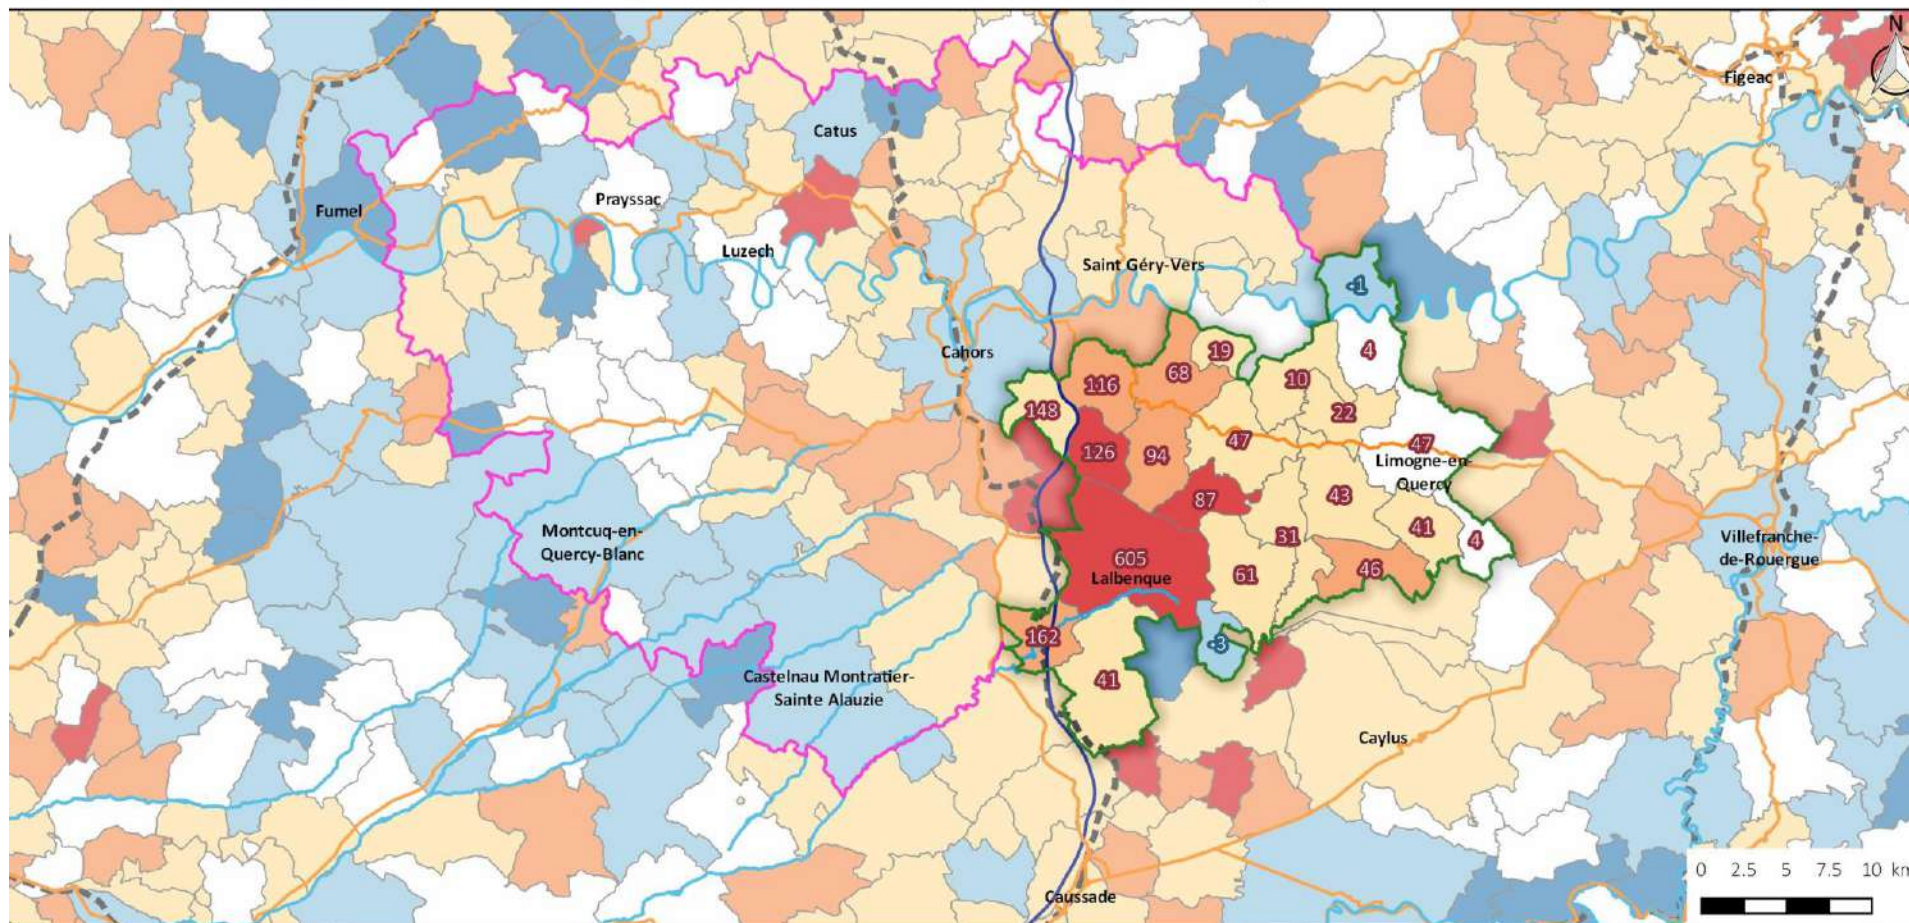 N
Figeac
Catus
Prayssac
Fumel
Luzech
Saint Géry-Vers
-1
Cahors
19
4
68
116
10
148
22
126
94
47
47
Limogne-en-
Quercy
87
43
41
Montcuq-en-
Quercy-Blanc
31
4
Villefranche-
de-Rouergue
605
Lalbenque
61
46
162
-3
Castelnau Montratier-
Sainte Alauzie
41
Caylus
0 2.5 5 7.5 10 km
Caussade